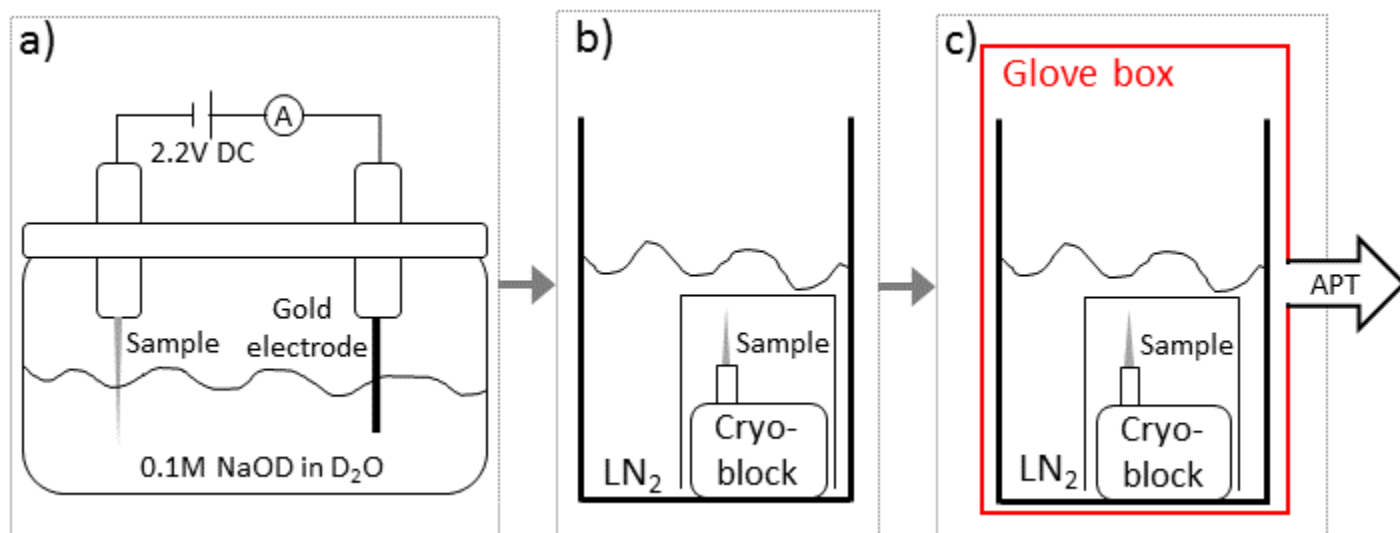 a)
A
2.2V DC
Gold
electrode
Sample
0.1M NaOD in D₂O
b)
Sample
Cryo-
block
LN₂
c)
Glove box
Sample
Cryo-
block
LN₂
APT